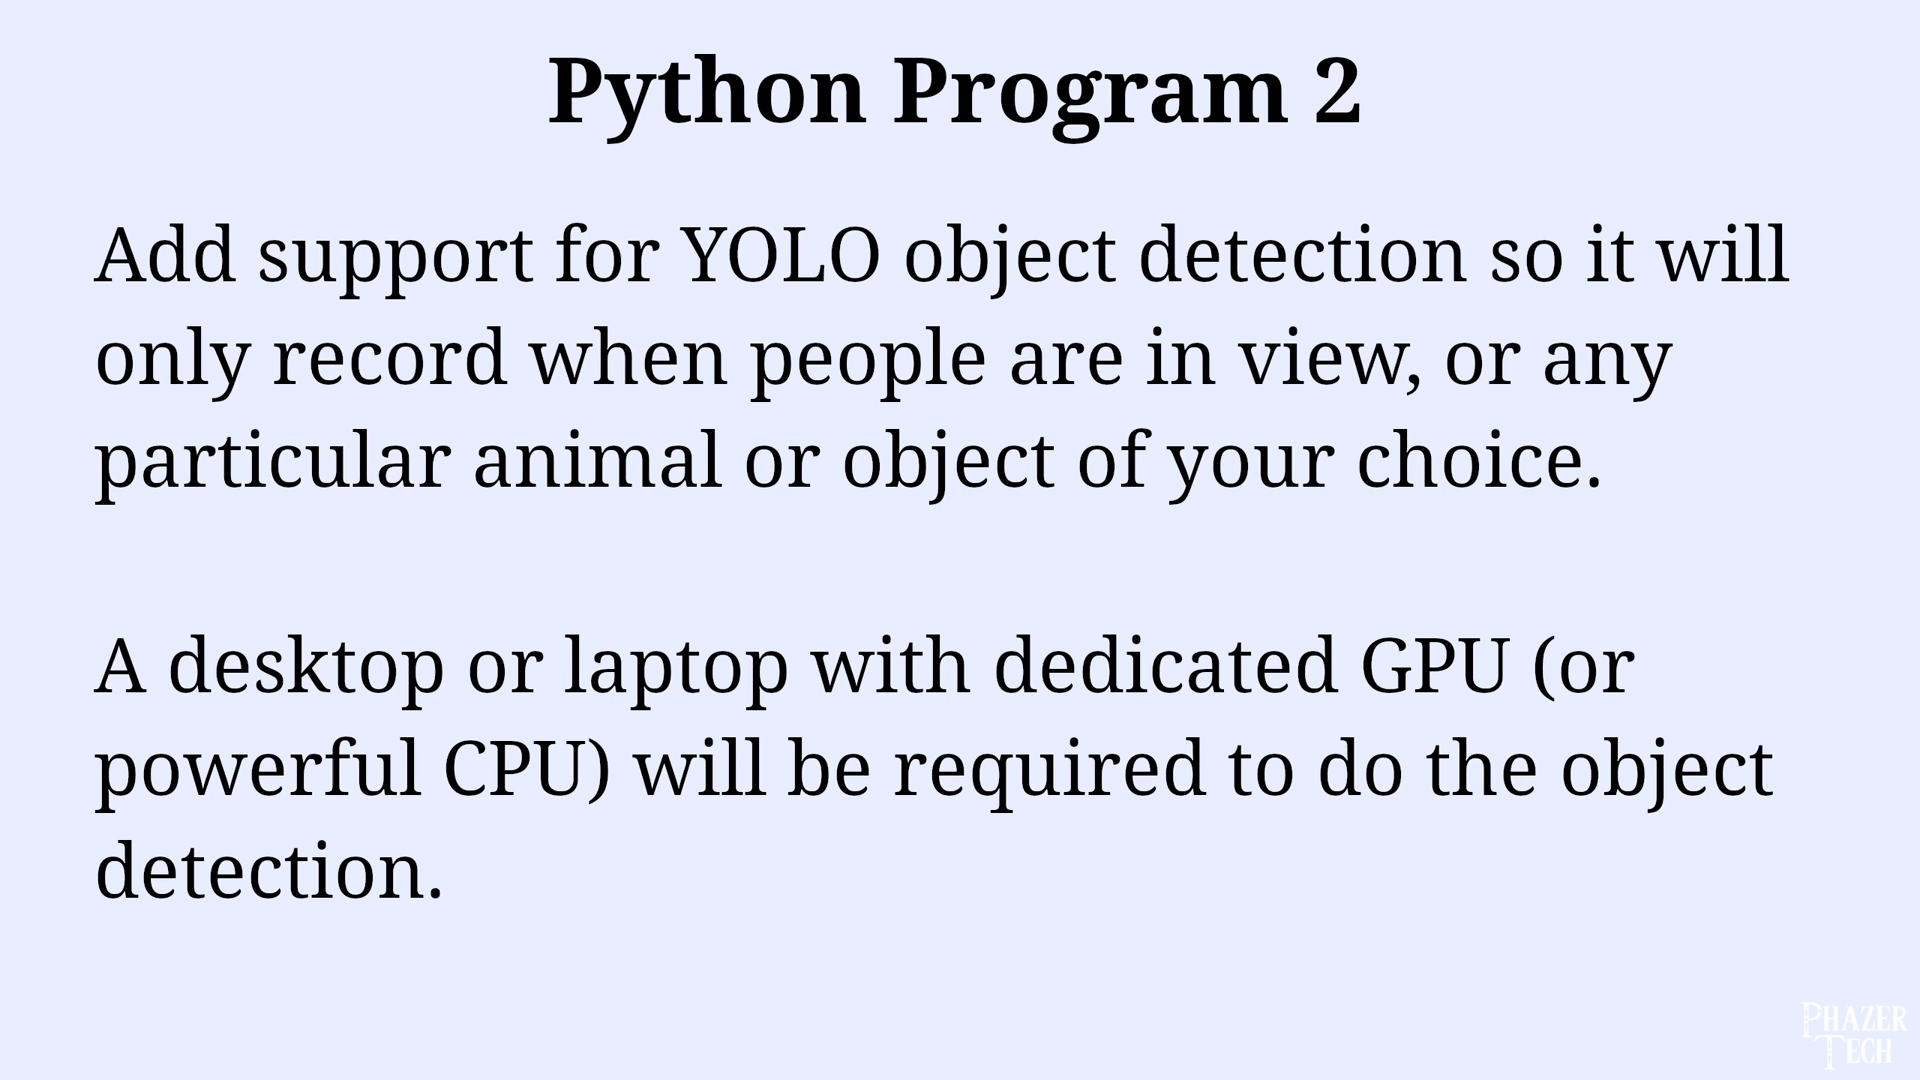 Python Program 2
Add support for YOLO object detection so it will
only record when people are in view, or any
particular animal or object of your choice.
A desktop or laptop with dedicated GPU (or
powerful CPU) will be required to do the object
detection.
PHAZER
TECH